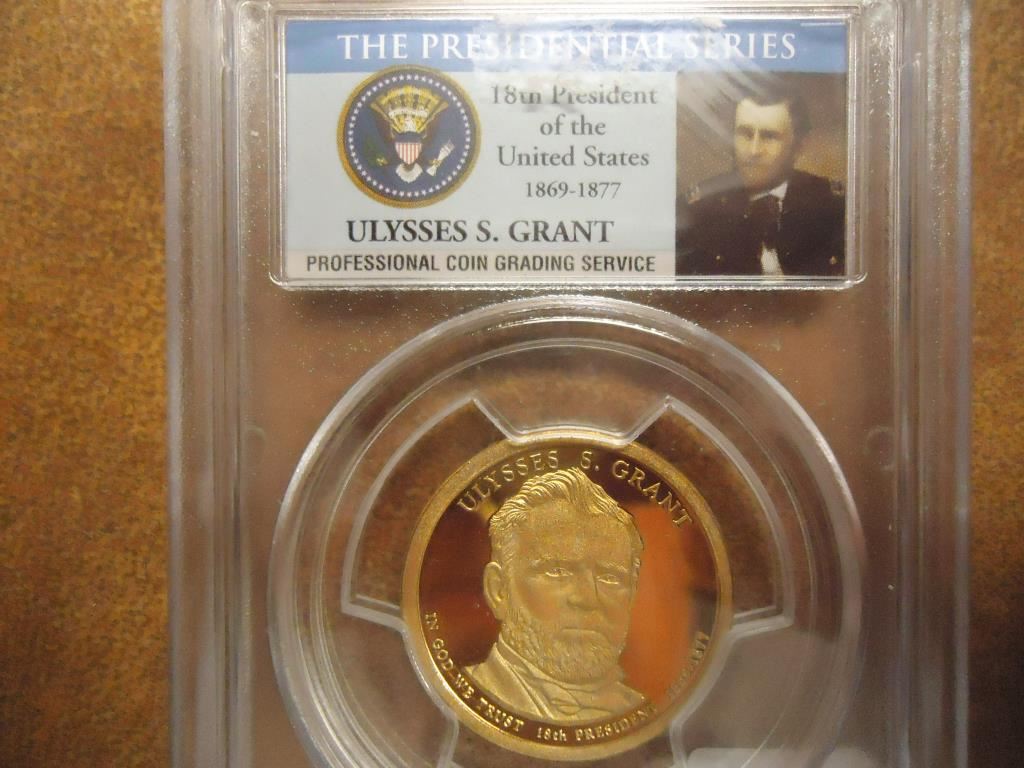 THE PRESIDENTIAL SERIES
18th President
of the
United States
1869-1877
ULYSSES S. GRANT
PROFESSIONAL COIN GRADING SERVICE
ULYSSES S. GRANT
IN GOD WE TRUST
18th PRESIDENT